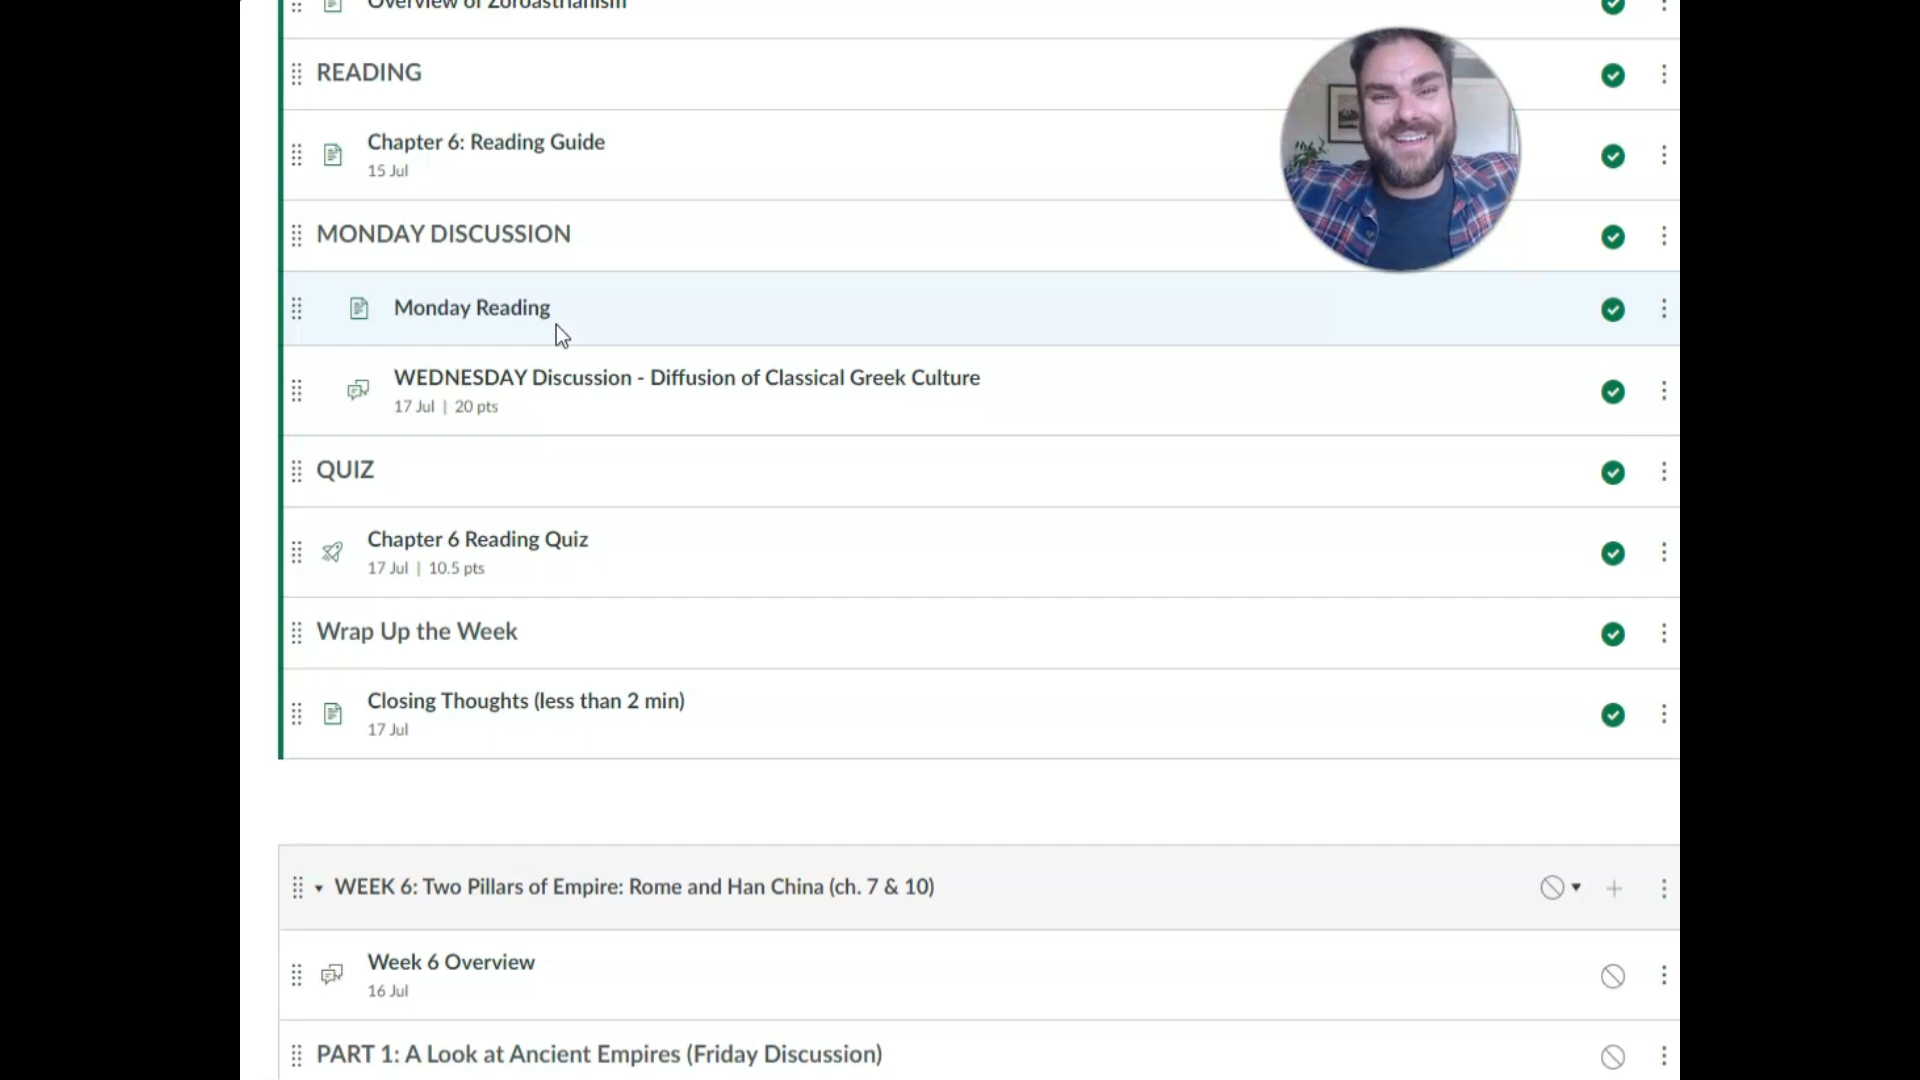 Overview of Zoroastrianism
READING
Chapter 6: Reading Guide
15 Jul
MONDAY DISCUSSION
Monday Reading
WEDNESDAY Discussion - Diffusion of Classical Greek Culture
17 Jul | 20 pts
QUIZ
Chapter 6 Reading Quiz
17 Jul | 10.5 pts
Wrap Up the Week
Closing Thoughts (less than 2 min)
17 Jul
WEEK 6: Two Pillars of Empire: Rome and Han China (ch. 7 & 10)
Week 6 Overview
16 Jul
PART 1: A Look at Ancient Empires (Friday Discussion)